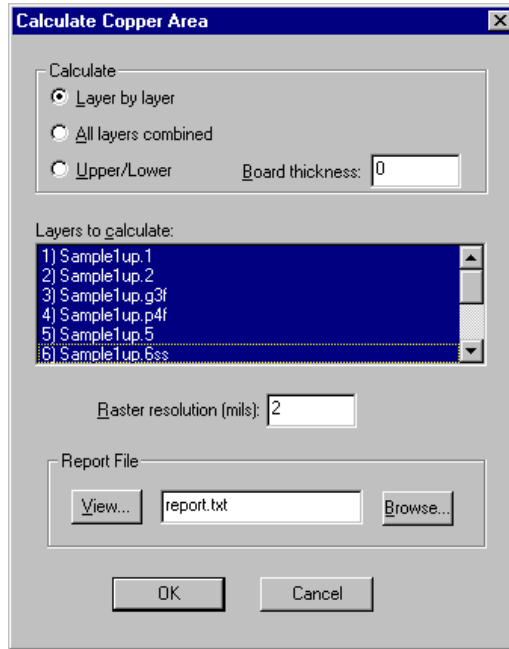 Calculate Copper Area
Calculate
Layer by layer
All layers combined
Upper/Lower Board thickness: 0
Layers to calculate:
1) Sample1up.1
2) Sample1up.2
3) Sample1up.g3f
4) Sample1up.p4f
5) Sample1up.5
6) Sample1up.6ss
Raster resolution (mils): 2
Report File
View... report.txt Browse...
OK Cancel